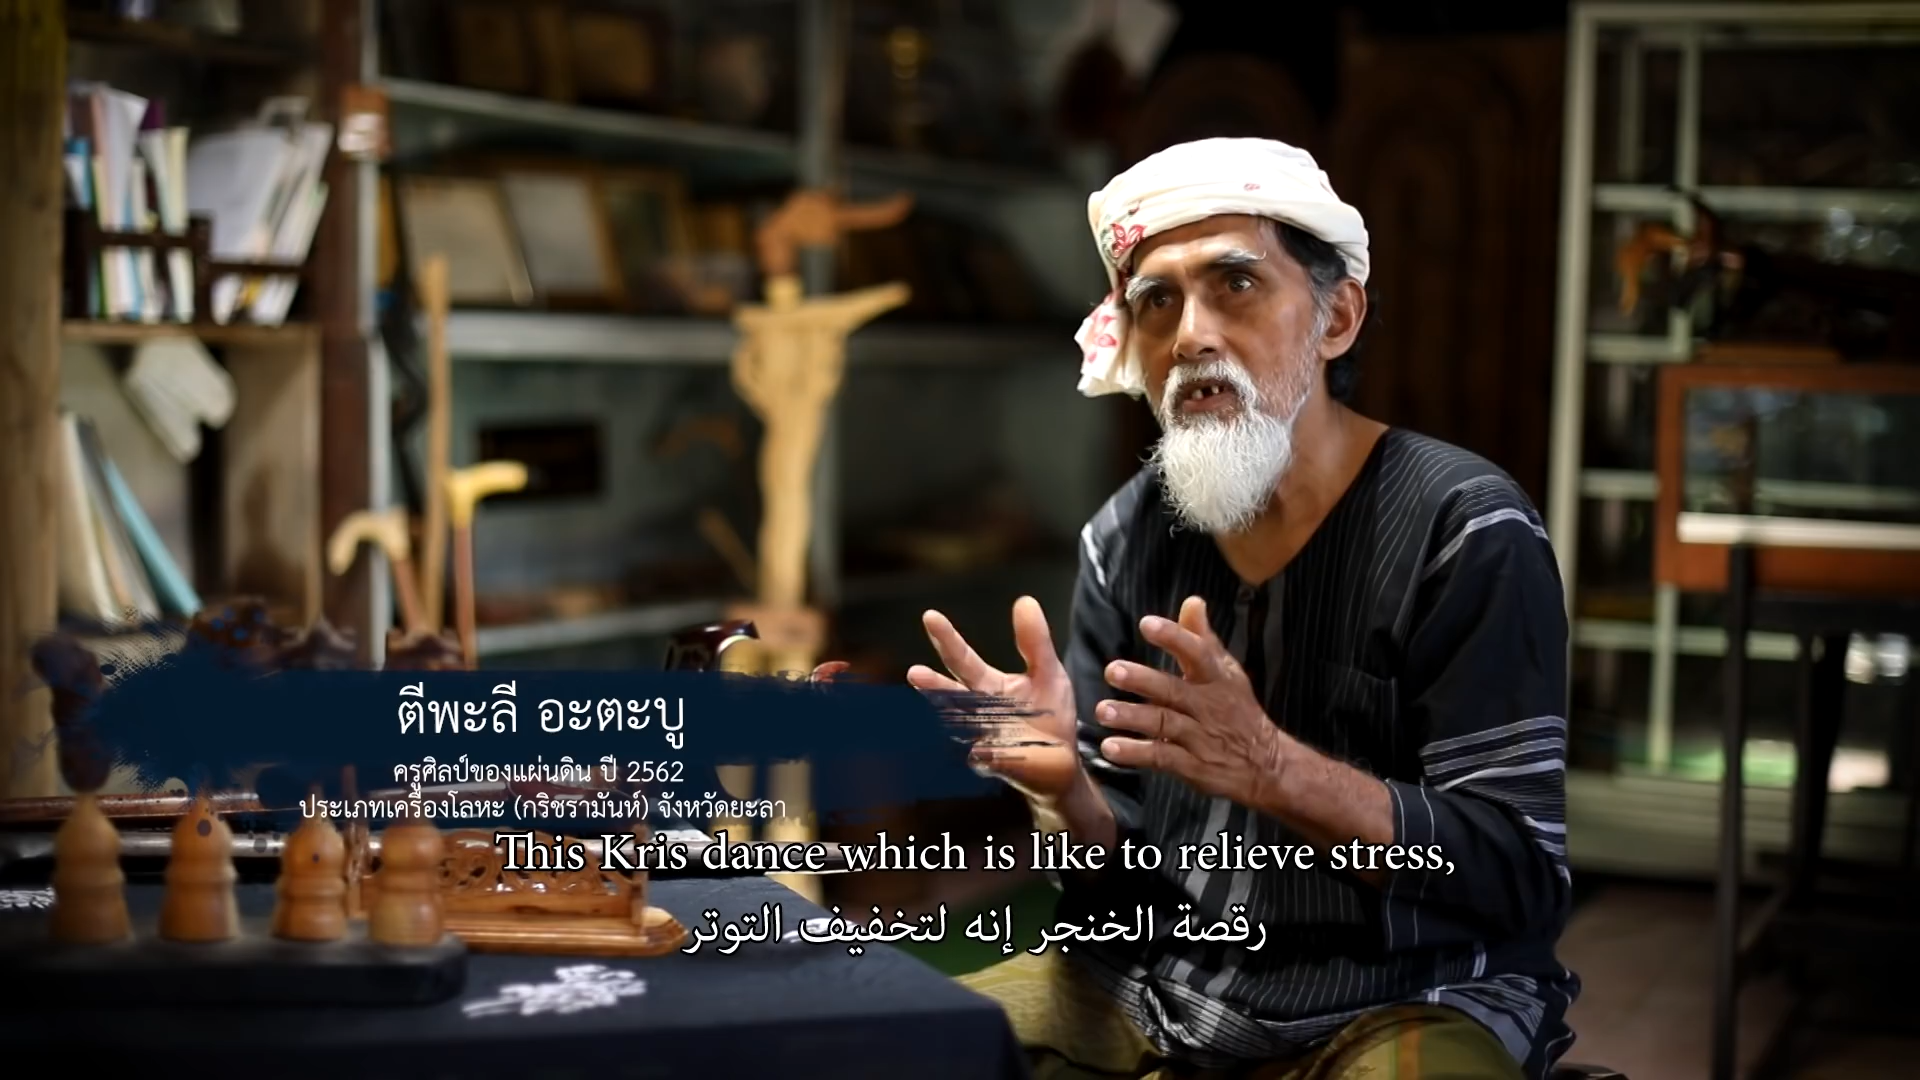 ตีพะลี อะตะบู
ครูศิลป์ของแผ่นดิน ปี 2562
ประเภทเครื่องโลหะ (กริชรามันห์) จังหวัดยะลา
This Kris dance which is like to relieve stress,
رقصة الخنجر إنه لتخفيف التوتر